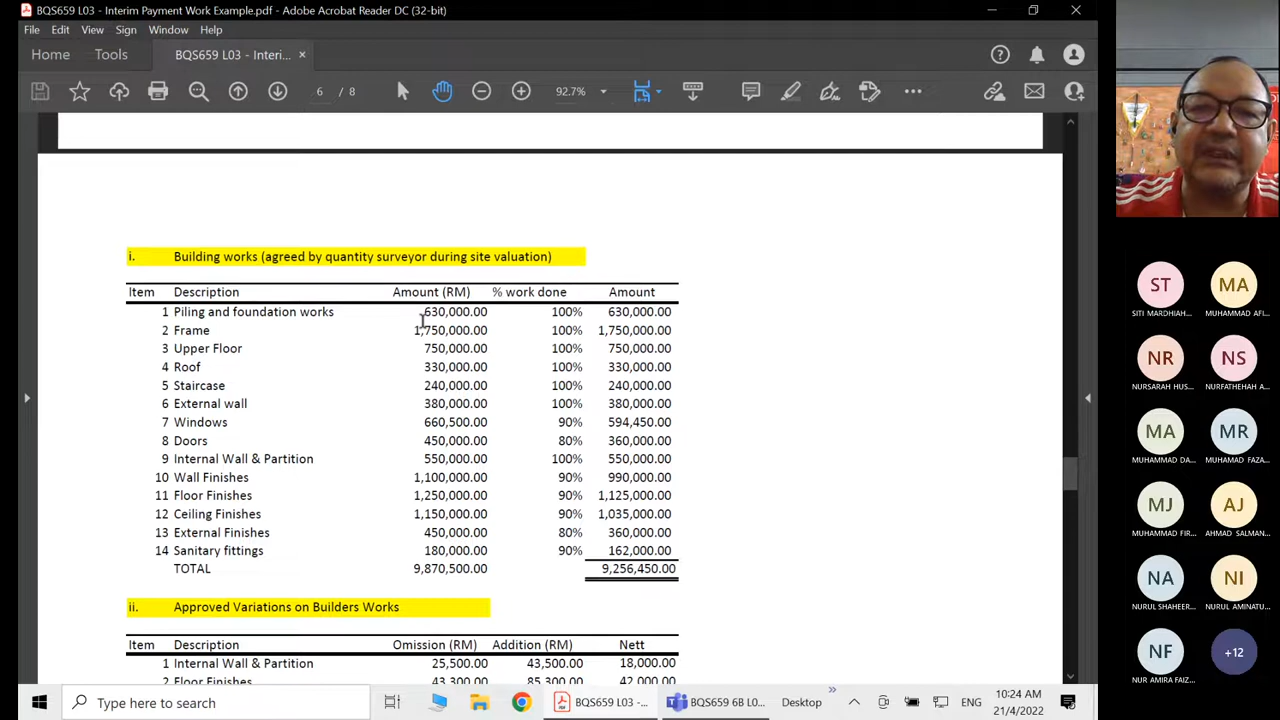 BQS659 L03 - Interim Payment Work Example.pdf - Adobe Acrobat Reader DC (32-bit)
File Edit View Sign Window Help
Home Tools BQS659 L03 - Interi... ×
6 / 8 92.7%
i. Building works (agreed by quantity surveyor during site valuation)
Item Description Amount (RM) % work done Amount
1 Piling and foundation works 630,000.00 100% 630,000.00
2 Frame 1,750,000.00 100% 1,750,000.00
3 Upper Floor 750,000.00 100% 750,000.00
4 Roof 330,000.00 100% 330,000.00
5 Staircase 240,000.00 100% 240,000.00
6 External wall 380,000.00 100% 380,000.00
7 Windows 660,500.00 90% 594,450.00
8 Doors 450,000.00 80% 360,000.00
9 Internal Wall & Partition 550,000.00 100% 550,000.00
10 Wall Finishes 1,100,000.00 90% 990,000.00
11 Floor Finishes 1,250,000.00 90% 1,125,000.00
12 Ceiling Finishes 1,150,000.00 90% 1,035,000.00
13 External Finishes 450,000.00 80% 360,000.00
14 Sanitary fittings 180,000.00 90% 162,000.00
TOTAL 9,870,500.00 9,256,450.00
ii. Approved Variations on Builders Works
Item Description Omission (RM) Addition (RM) Nett
1 Internal Wall & Partition 25,500.00 43,500.00 18,000.00
2 Floor Finishes 43,300.00 85,300.00 42,000.00
Type here to search
BQS659 L03 -...
BQS659 6B L0...
Desktop
ENG
10:24 AM
21/4/2022
ST MA
SITI MARDHIAH... MUHAMMAD AFI...
NR NS
NURSARAH HUS... NURFATHEHAH A...
MA MR
MUHAMMAD DA... MUHAMAD FAZA...
MJ AJ
MUHAMMAD FIR... AHMAD SALMAN...
NA NI
NURUL SHAHEER... NURUL AMINATU...
NF +12
NUR AMIRA FAIZ...